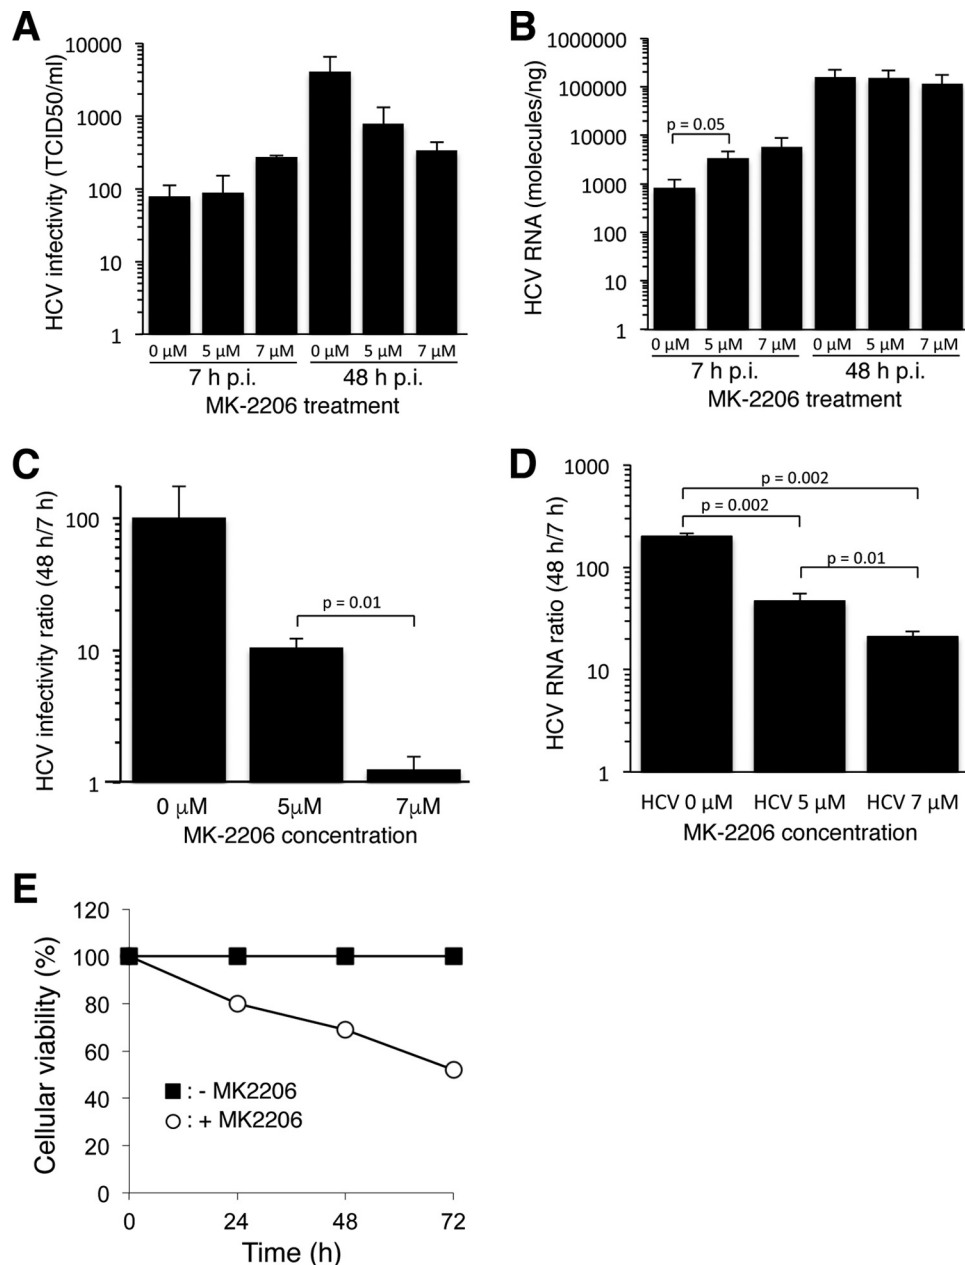 A
HCV infectivity (TCID50/ml)
10000
1000
100
10
1
0 µM 5 µM 7 µM 0 µM 5 µM 7 µM
7 h p.i. 48 h p.i.
MK-2206 treatment
B
HCV RNA (molecules/ng)
1000000
100000
10000
1000
100
10
1
p = 0.05
0 µM 5 µM 7 µM 0 µM 5 µM 7 µM
7 h p.i. 48 h p.i.
MK-2206 treatment
C
HCV infectivity ratio (48 h/7 h)
100
10
1
p = 0.01
0 µM 5µM 7µM
MK-2206 concentration
D
HCV RNA ratio (48 h/7 h)
1000
100
10
1
p = 0.002
p = 0.002
p = 0.01
HCV 0 µM HCV 5 µM HCV 7 µM
MK-2206 concentration
E
Cellular viability (%)
120
100
80
60
40
20
0
: - MK2206
: + MK2206
0 24 48 72
Time (h)